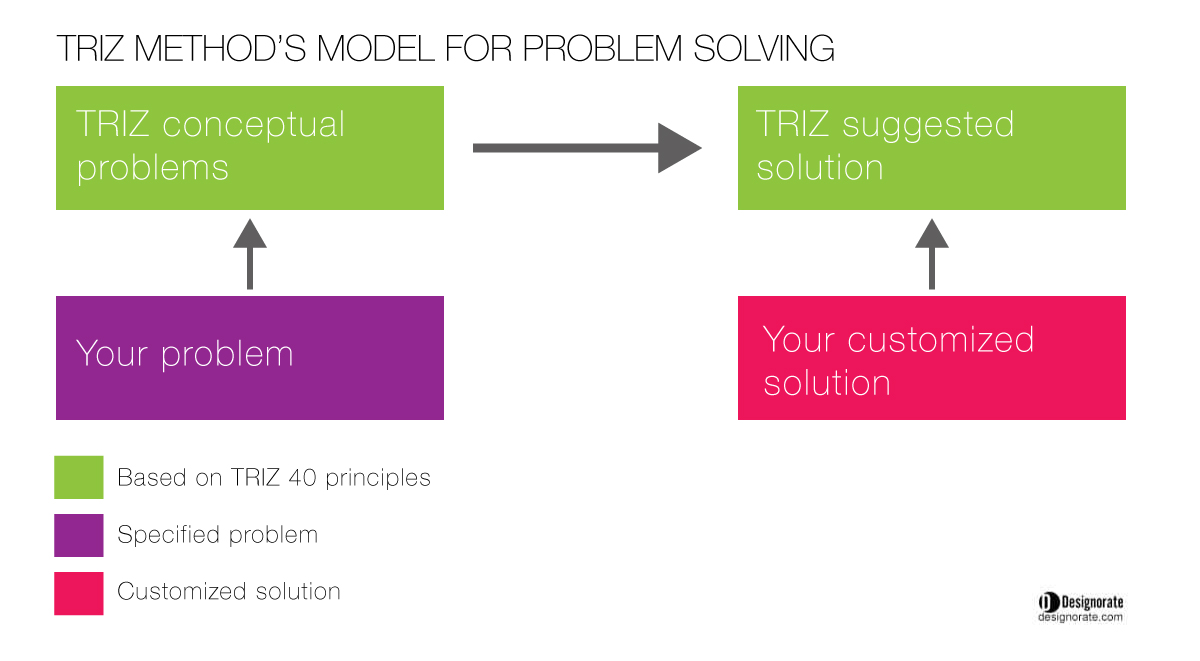 TRIZ METHOD'S MODEL FOR PROBLEM SOLVING
TRIZ conceptual
problems
TRIZ suggested
solution
Your problem
Your customized
solution
Based on TRIZ 40 principles
Specified problem
Customized solution
Designorate
designorate.com